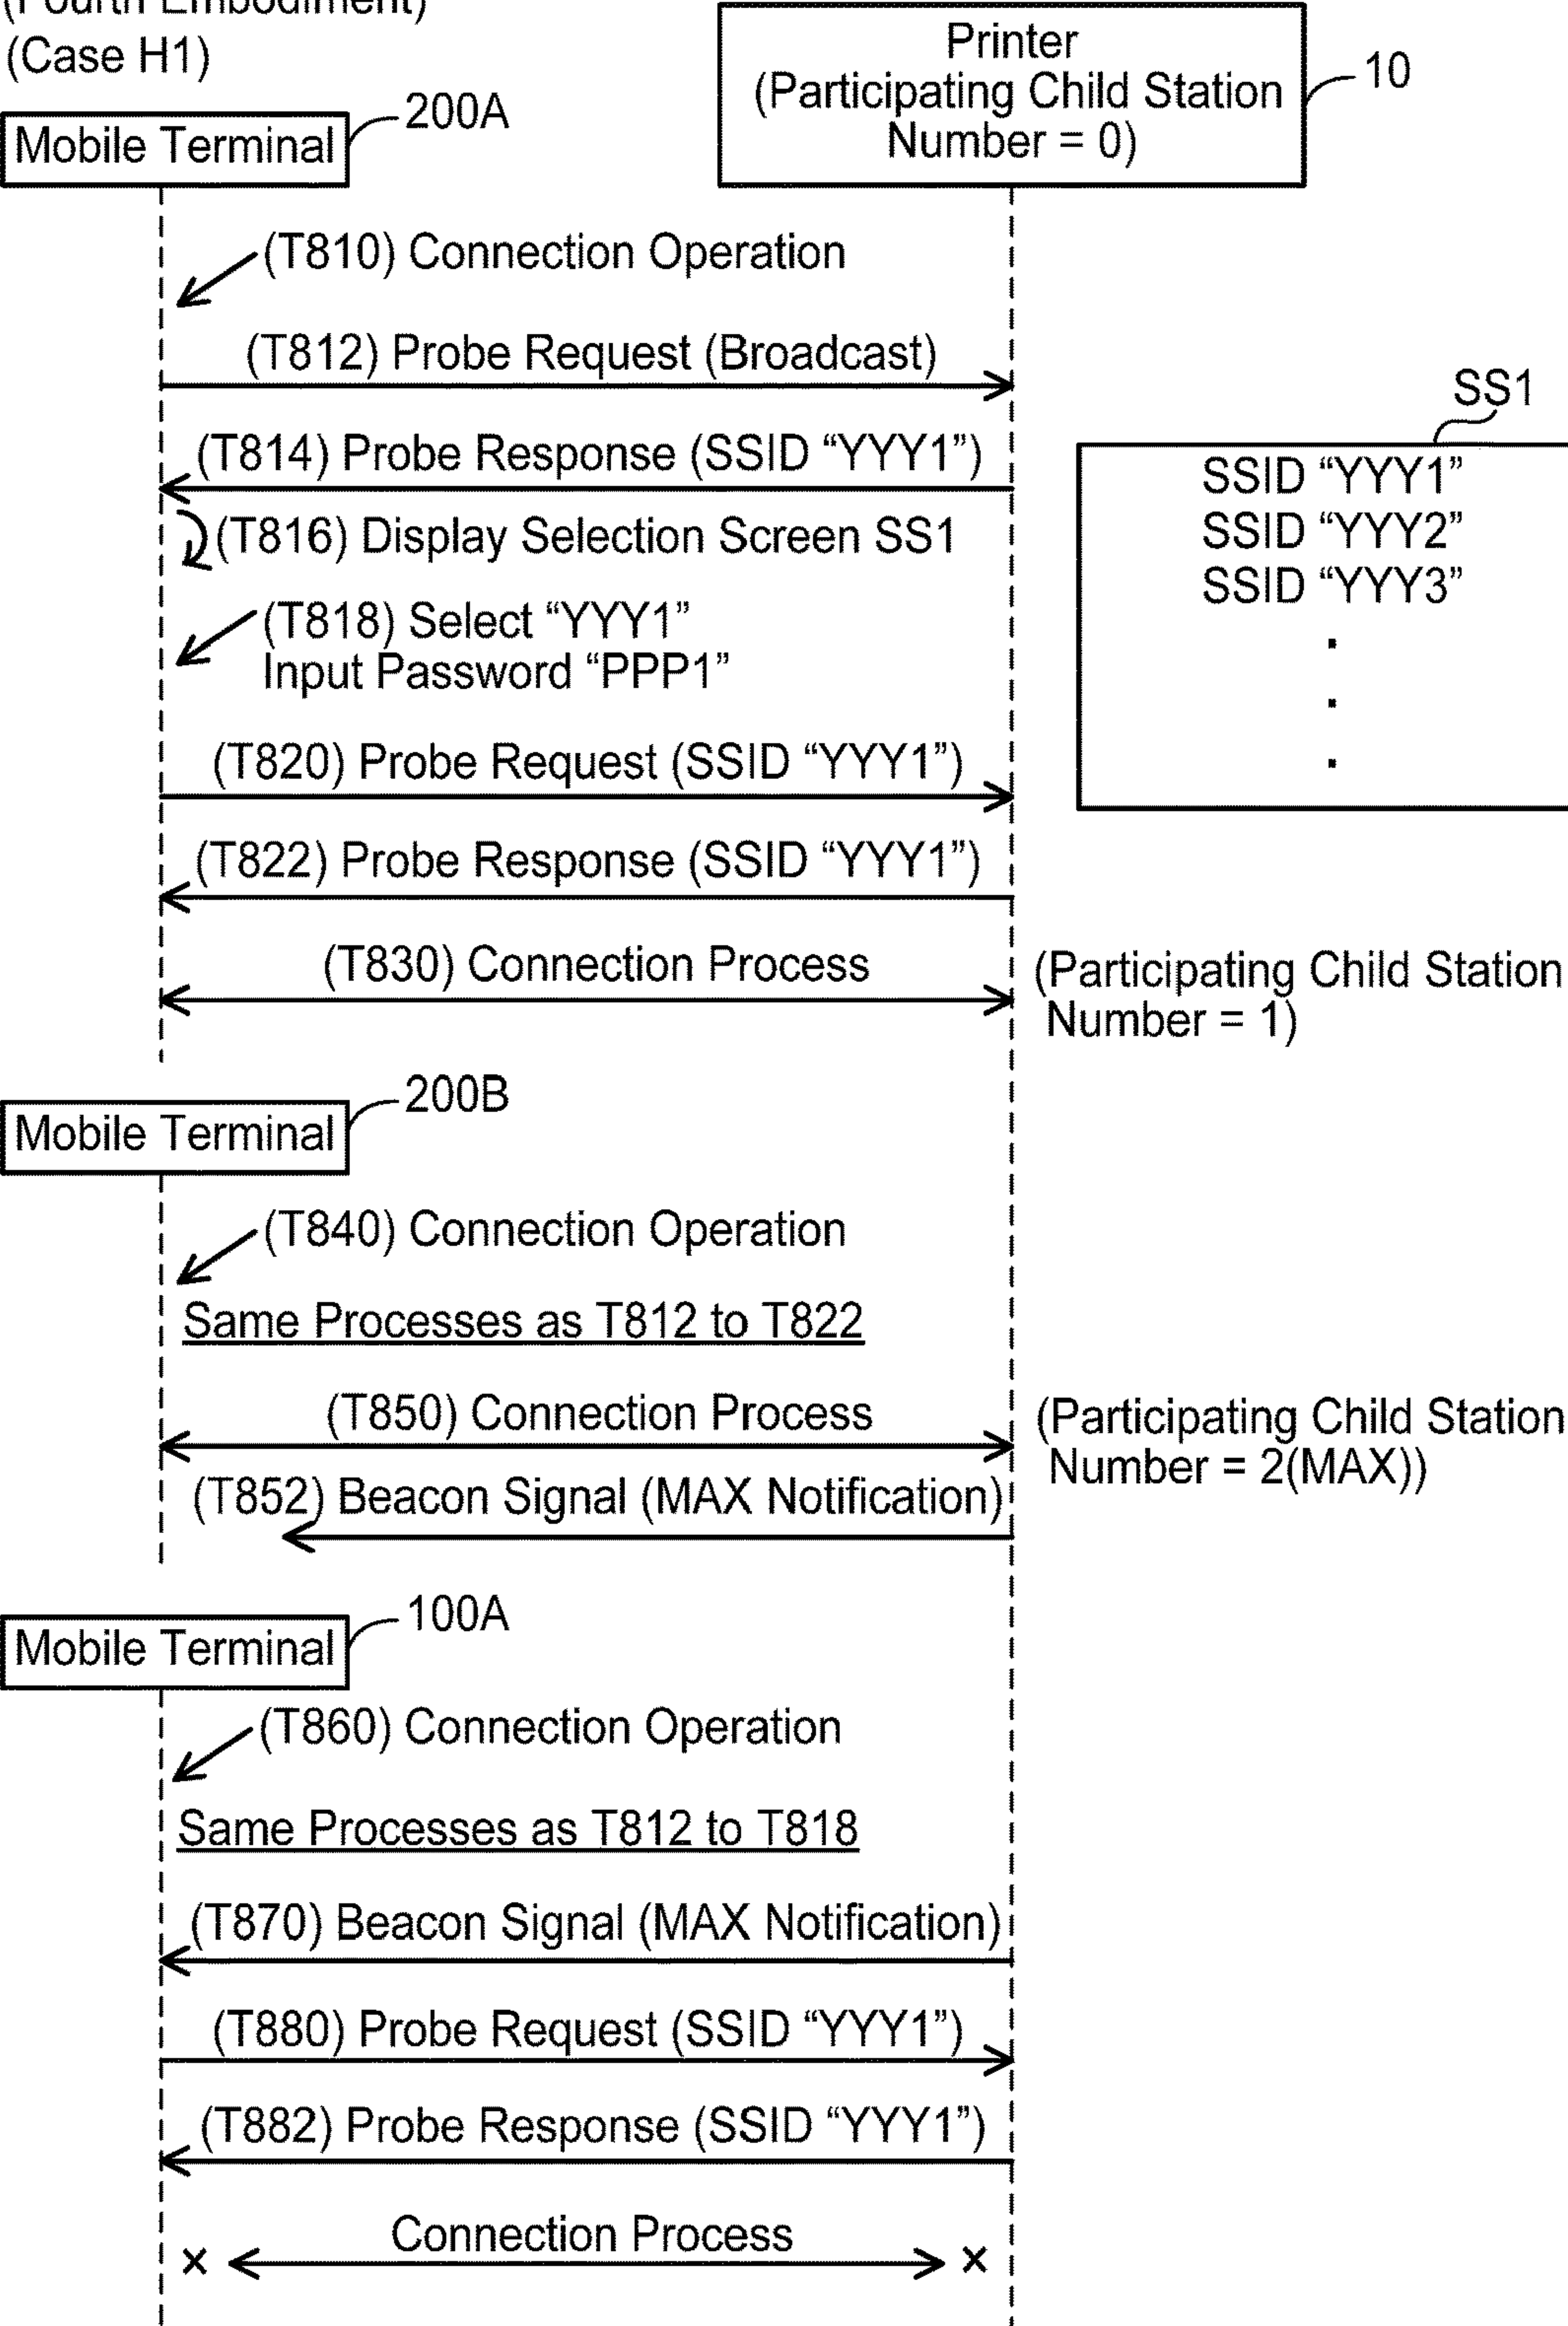 (Fourth Embodiment)
(Case H1)
Printer
(Participating Child Station
Number = 0)
10
Mobile Terminal
200A
(T810) Connection Operation
(T812) Probe Request (Broadcast)
(T814) Probe Response (SSID “YYY1”)
SS1
SSID “YYY1”
SSID “YYY2”
SSID “YYY3”
.
.
.
(T816) Display Selection Screen SS1
(T818) Select “YYY1”
Input Password “PPP1”
(T820) Probe Request (SSID “YYY1”)
(T822) Probe Response (SSID “YYY1”)
(T830) Connection Process
(Participating Child Station
Number = 1)
Mobile Terminal
200B
(T840) Connection Operation
Same Processes as T812 to T822
(T850) Connection Process
(Participating Child Station
Number = 2(MAX))
(T852) Beacon Signal (MAX Notification)
Mobile Terminal
100A
(T860) Connection Operation
Same Processes as T812 to T818
(T870) Beacon Signal (MAX Notification)
(T880) Probe Request (SSID “YYY1”)
(T882) Probe Response (SSID “YYY1”)
Connection Process
× ×